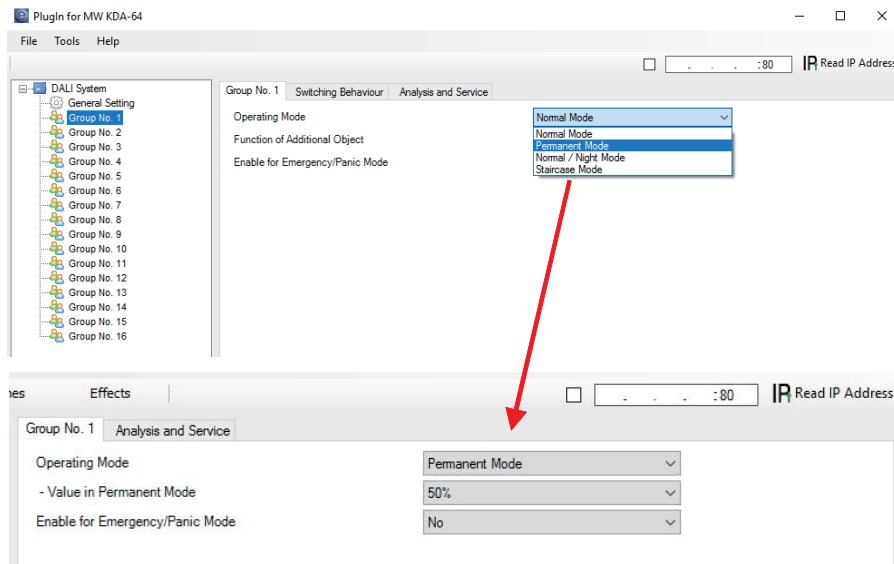 PlugIn for MW KDA-64
File Tools Help
. . . :80 Read IP Address
DALI System
General Setting
Group No. 1
Group No. 2
Group No. 3
Group No. 4
Group No. 5
Group No. 6
Group No. 7
Group No. 8
Group No. 9
Group No. 10
Group No. 11
Group No. 12
Group No. 13
Group No. 14
Group No. 15
Group No. 16
Group No. 1 Switching Behaviour Analysis and Service
Operating Mode Normal Mode
Normal Mode
Permanent Mode
Normal / Night Mode
Staircase Mode
Function of Additional Object
Enable for Emergency/Panic Mode
nes Effects . . . :80 IP Read IP Address
Group No. 1 Analysis and Service
Operating Mode Permanent Mode
- Value in Permanent Mode 50%
Enable for Emergency/Panic Mode No